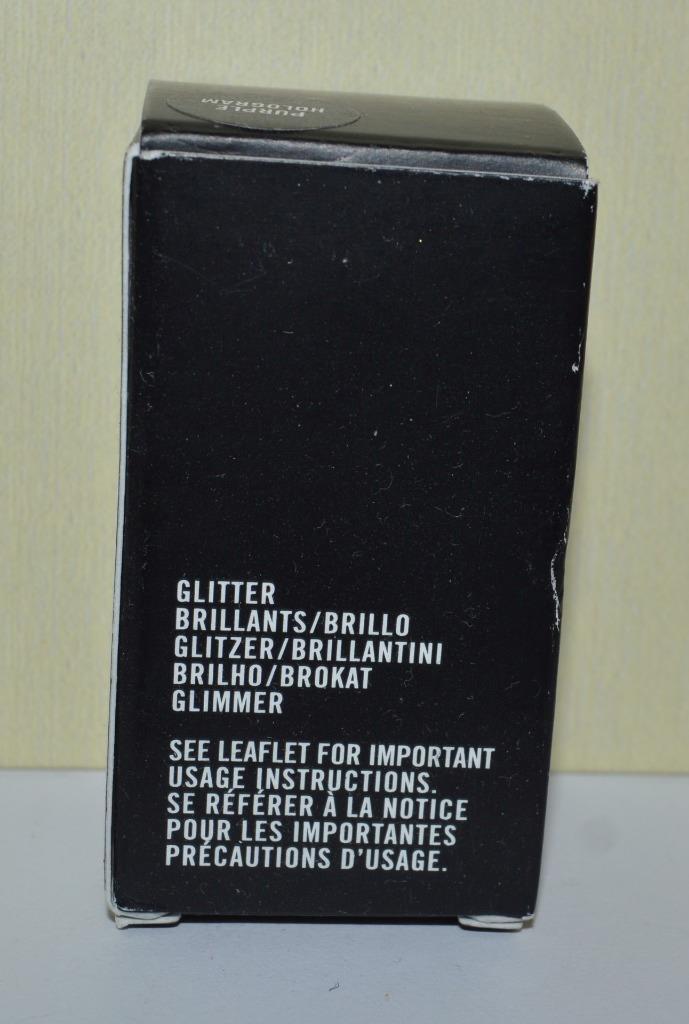 PURPLE
HOLOGRAM
GLITTER
BRILLANTS/BRILLO
GLITZER/BRILLANTINI
BRILHO/BROKAT
GLIMMER
SEE LEAFLET FOR IMPORTANT
USAGE INSTRUCTIONS.
SE RÉFÉRER À LA NOTICE
POUR LES IMPORTANTES
PRÉCAUTIONS D'USAGE.